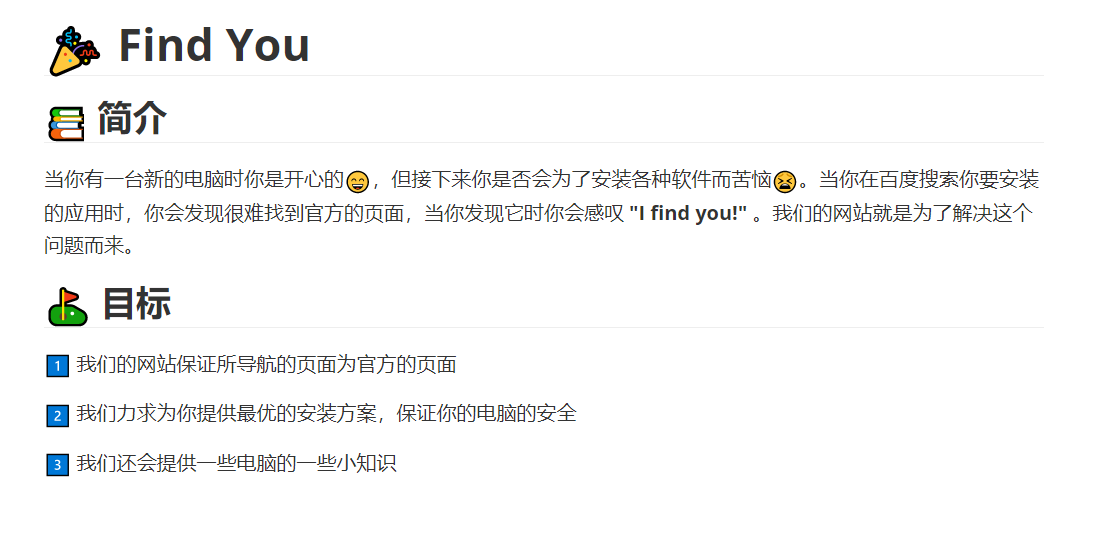 🎉 Find You
📚 简介
当你有一台新的电脑时你是开心的😄，但接下来你是否会为了安装各种软件而苦恼😫。当你在百度搜索你要安装
的应用时，你会发现很难找到官方的页面，当你发现它时你会感叹 "I find you!" 。我们的网站就是为了解决这个
问题而来。
⛳ 目标
1 我们的网站保证所导航的页面为官方的页面
2 我们力求为你提供最优的安装方案，保证你的电脑的安全
3 我们还会提供一些电脑的一些小知识